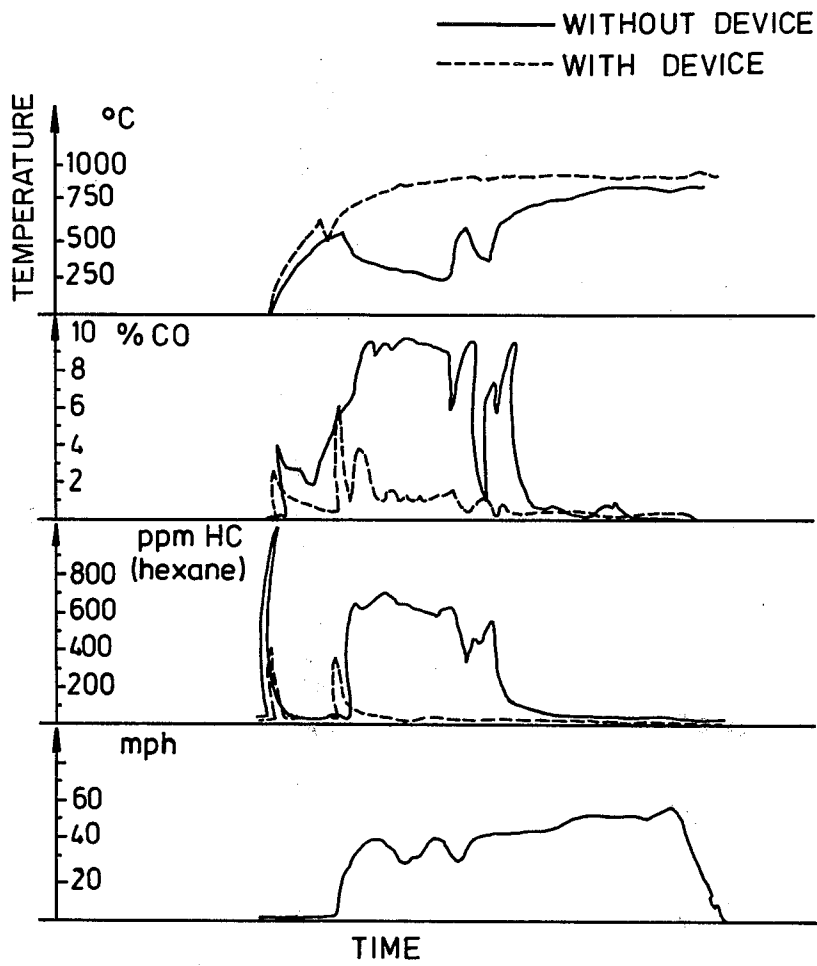 WITHOUT DEVICE
WITH DEVICE
TEMPERATURE
°C
1000
750
500
250
10 % CO
8
6
4
2
ppm HC
(hexane)
800
600
400
200
mph
60
40
20
TIME